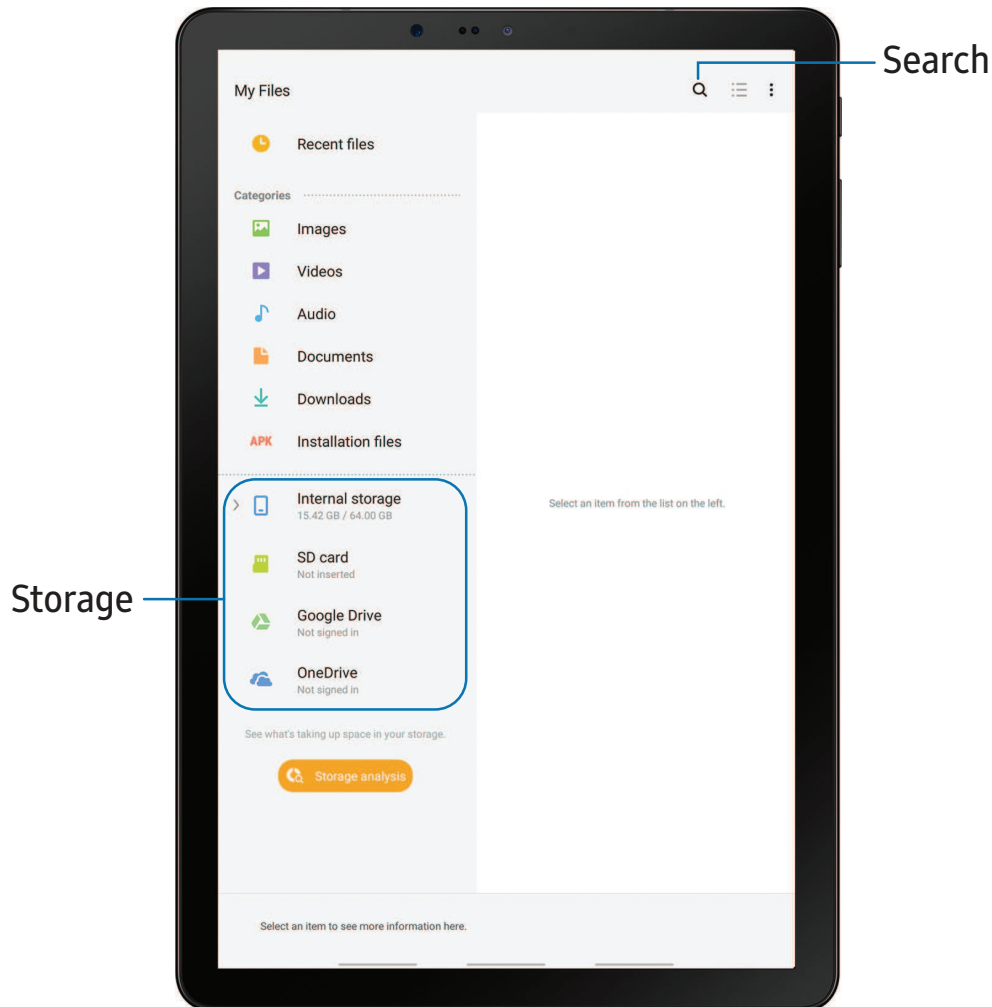 Search
My Files
Recent files
Categories
Images
Videos
Audio
Documents
Downloads
APK Installation files
Internal storage
15.42 GB / 64.00 GB
Select an item from the list on the left.
SD card
Not inserted
Storage
Google Drive
Not signed in
OneDrive
Not signed in
See what's taking up space in your storage.
Storage analysis
Select an item to see more information here.